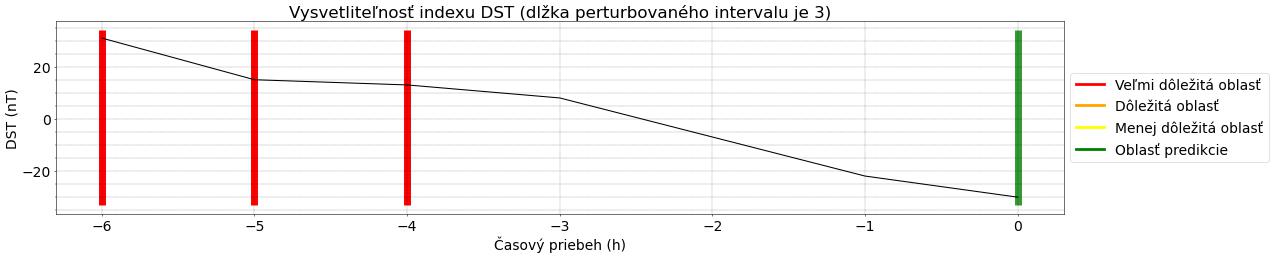 Vysvetliteľnosť indexu DST (dĺžka perturbovaného intervalu je 3)
DST (nT)
20
0
−20
−6 −5 −4 −3 −2 −1 0
Časový priebeh (h)
Veľmi dôležitá oblasť
Dôležitá oblasť
Menej dôležitá oblasť
Oblasť predikcie